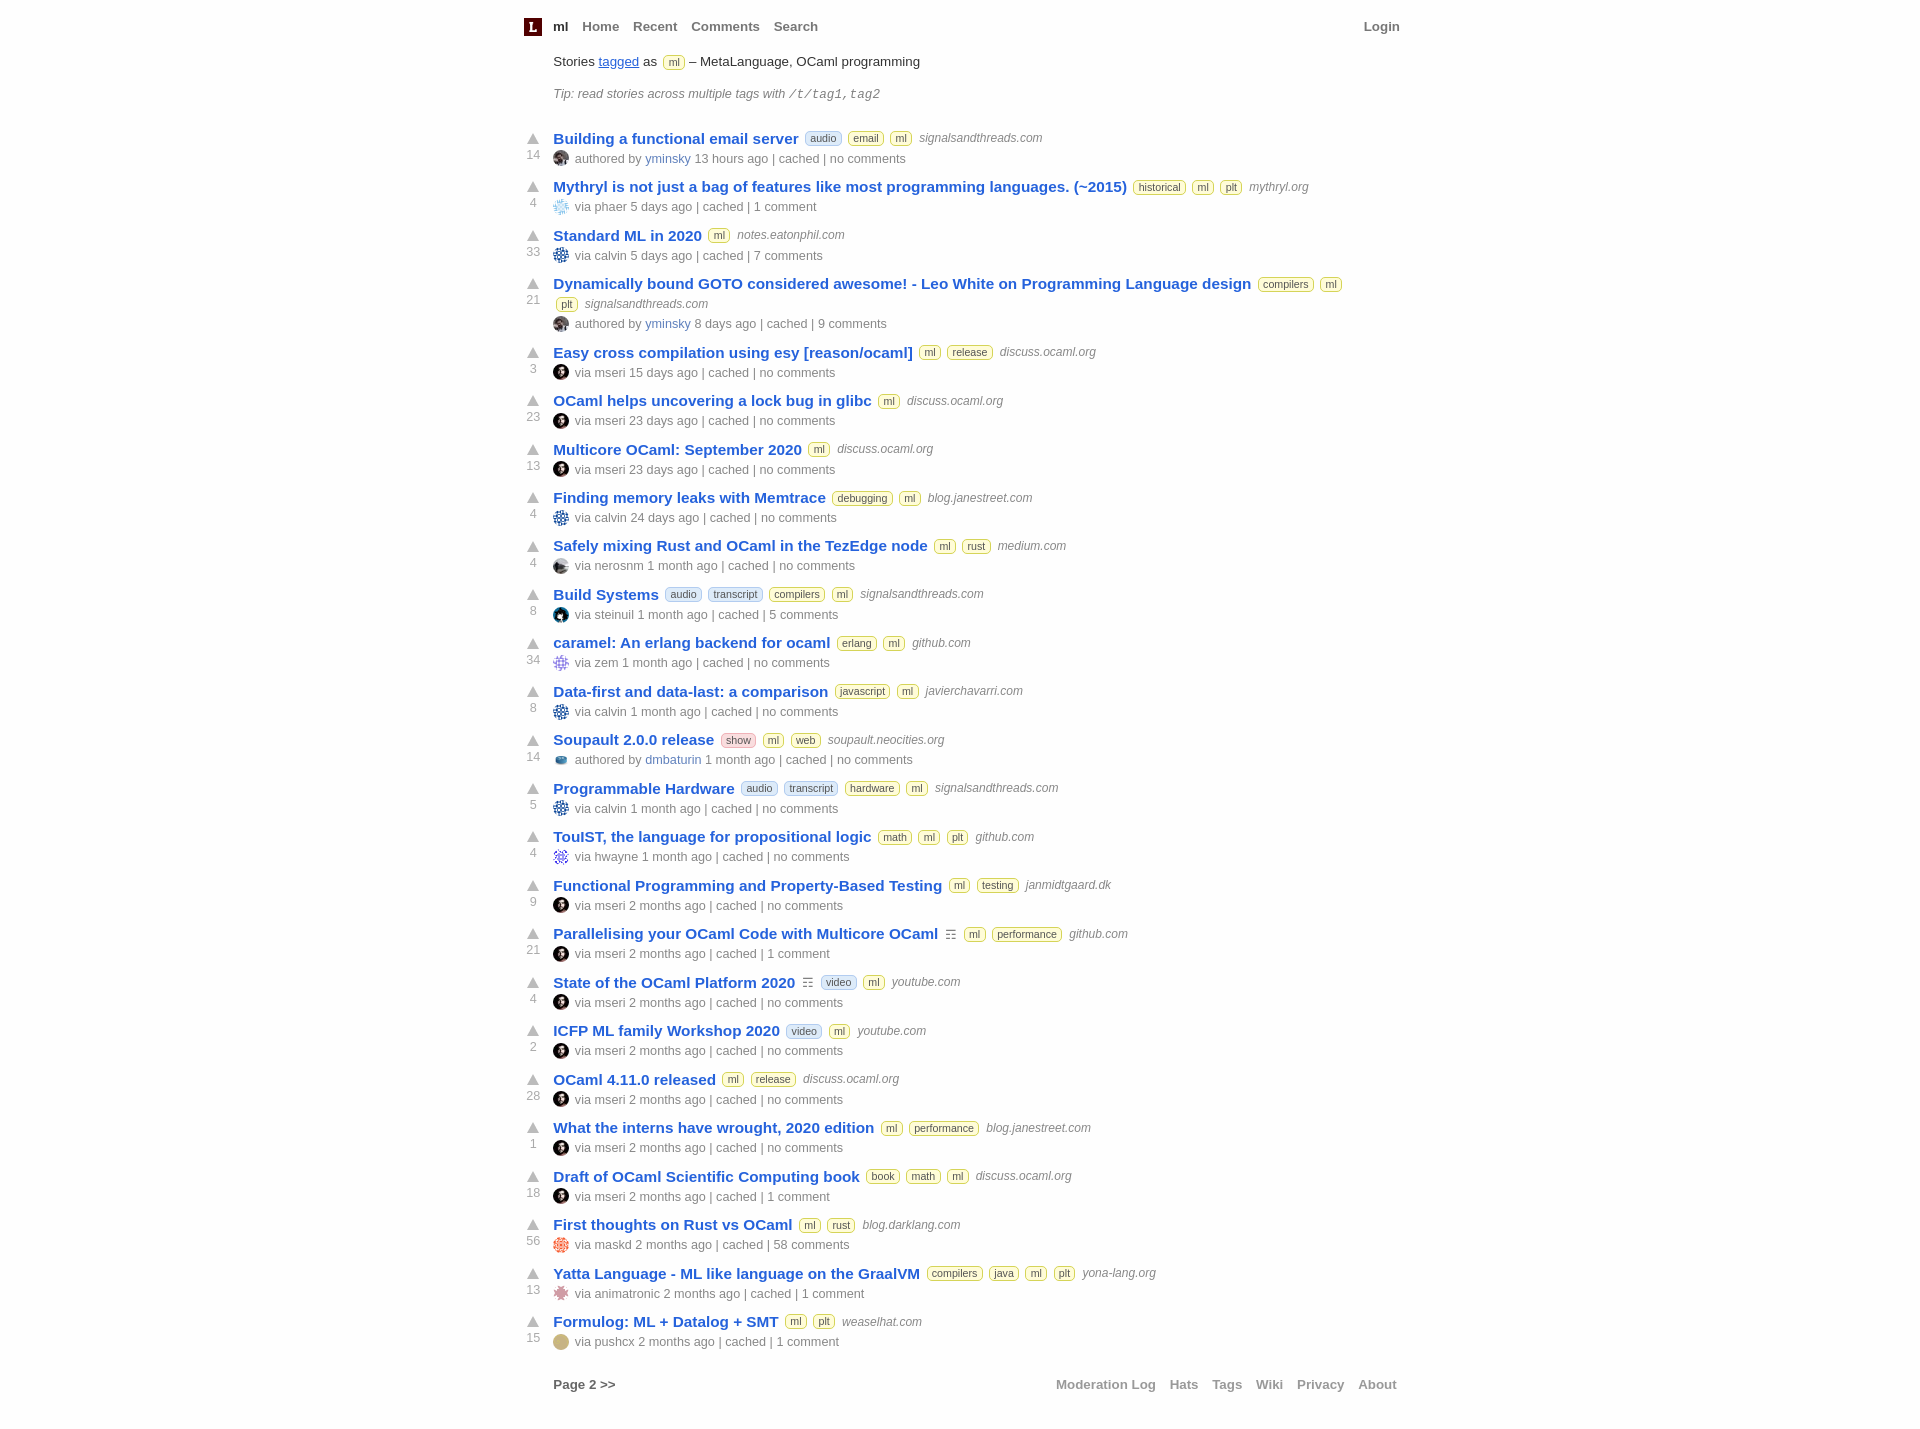 L ml Home Recent Comments Search Login
Stories tagged as ml – MetaLanguage, OCaml programming
Tip: read stories across multiple tags with /t/tag1,tag2
Building a functional email server audio email ml signalsandthreads.com
14 authored by yminsky 13 hours ago | cached | no comments
Mythryl is not just a bag of features like most programming languages. (~2015) historical ml plt mythryl.org
4 via phaer 5 days ago | cached | 1 comment
Standard ML in 2020 ml notes.eatonphil.com
33 via calvin 5 days ago | cached | 7 comments
Dynamically bound GOTO considered awesome! - Leo White on Programming Language design compilers ml
21 plt signalsandthreads.com
authored by yminsky 8 days ago | cached | 9 comments
Easy cross compilation using esy [reason/ocaml] ml release discuss.ocaml.org
3 via mseri 15 days ago | cached | no comments
OCaml helps uncovering a lock bug in glibc ml discuss.ocaml.org
23 via mseri 23 days ago | cached | no comments
Multicore OCaml: September 2020 ml discuss.ocaml.org
13 via mseri 23 days ago | cached | no comments
Finding memory leaks with Memtrace debugging ml blog.janestreet.com
4 via calvin 24 days ago | cached | no comments
Safely mixing Rust and OCaml in the TezEdge node ml rust medium.com
4 via nerosnm 1 month ago | cached | no comments
Build Systems audio transcript compilers ml signalsandthreads.com
8 via steinuil 1 month ago | cached | 5 comments
caramel: An erlang backend for ocaml erlang ml github.com
34 via zem 1 month ago | cached | no comments
Data-first and data-last: a comparison javascript ml javierchavarri.com
8 via calvin 1 month ago | cached | no comments
Soupault 2.0.0 release show ml web soupault.neocities.org
14 authored by dmbaturin 1 month ago | cached | no comments
Programmable Hardware audio transcript hardware ml signalsandthreads.com
5 via calvin 1 month ago | cached | no comments
TouIST, the language for propositional logic math ml plt github.com
4 via hwayne 1 month ago | cached | no comments
Functional Programming and Property-Based Testing ml testing janmidtgaard.dk
9 via mseri 2 months ago | cached | no comments
Parallelising your OCaml Code with Multicore OCaml ☶ ml performance github.com
21 via mseri 2 months ago | cached | 1 comment
State of the OCaml Platform 2020 ☶ video ml youtube.com
4 via mseri 2 months ago | cached | no comments
ICFP ML family Workshop 2020 video ml youtube.com
2 via mseri 2 months ago | cached | no comments
OCaml 4.11.0 released ml release discuss.ocaml.org
28 via mseri 2 months ago | cached | no comments
What the interns have wrought, 2020 edition ml performance blog.janestreet.com
1 via mseri 2 months ago | cached | no comments
Draft of OCaml Scientific Computing book book math ml discuss.ocaml.org
18 via mseri 2 months ago | cached | 1 comment
First thoughts on Rust vs OCaml ml rust blog.darklang.com
56 via maskd 2 months ago | cached | 58 comments
Yatta Language - ML like language on the GraalVM compilers java ml plt yona-lang.org
13 via animatronic 2 months ago | cached | 1 comment
Formulog: ML + Datalog + SMT ml plt weaselhat.com
15 via pushcx 2 months ago | cached | 1 comment
Page 2 >> Moderation Log Hats Tags Wiki Privacy About